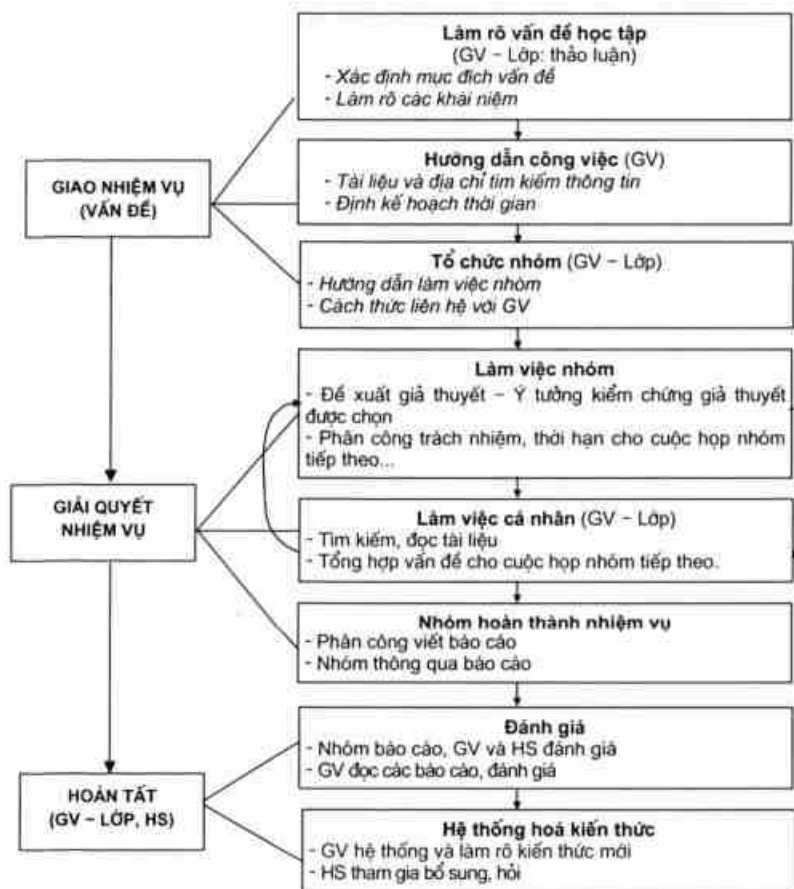 Làm rõ vấn đề học tập
(GV – Lớp: thảo luận)
- Xác định mục đích vấn đề
- Làm rõ các khái niệm
Hướng dẫn công việc (GV)
- Tài liệu và địa chỉ tìm kiếm thông tin
- Định kế hoạch thời gian
GIAO NHIỆM VỤ
(VẤN ĐỀ)
Tổ chức nhóm (GV – Lớp)
- Hướng dẫn làm việc nhóm
- Cách thức liên hệ với GV
Làm việc nhóm
- Đề xuất giả thuyết – Ý tưởng kiểm chứng giả thuyết
được chọn
- Phân công trách nhiệm, thời hạn cho cuộc họp nhóm
tiếp theo...
GIẢI QUYẾT
NHIỆM VỤ
Làm việc cá nhân (GV – Lớp)
- Tìm kiếm, đọc tài liệu
- Tổng hợp vấn đề cho cuộc họp nhóm tiếp theo.
Nhóm hoàn thành nhiệm vụ
- Phân công viết báo cáo
- Nhóm thông qua báo cáo
Đánh giá
- Nhóm báo cáo, GV và HS đánh giá
- GV đọc các báo cáo, đánh giá
HOÀN TẤT
(GV – LỚP, HS)
Hệ thống hoá kiến thức
- GV hệ thống và làm rõ kiến thức mới
- HS tham gia bổ sung, hỏi